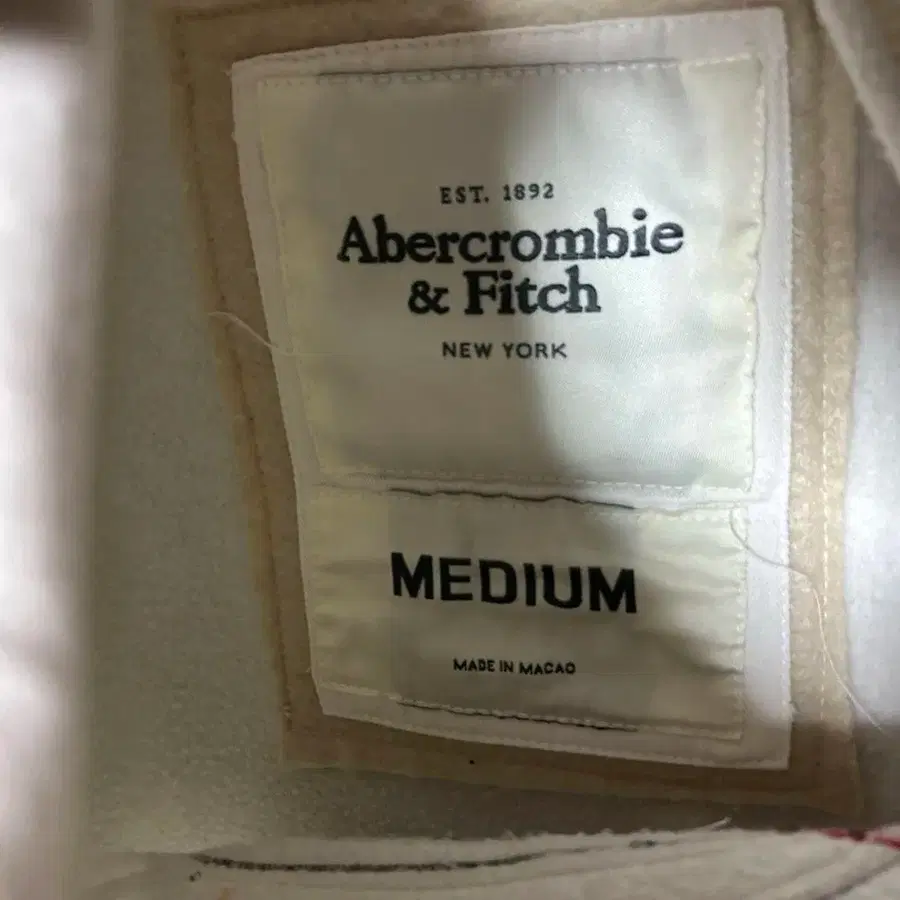 EST. 1892
Abercrombie
& Fitch
NEW YORK
MEDIUM
MADE IN MACAO